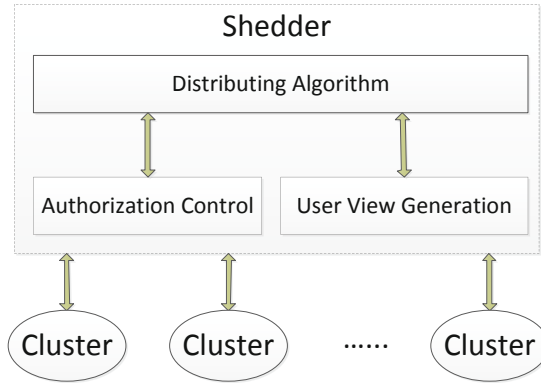 Shedder
Distributing Algorithm
Authorization Control User View Generation
Cluster Cluster ...... Cluster